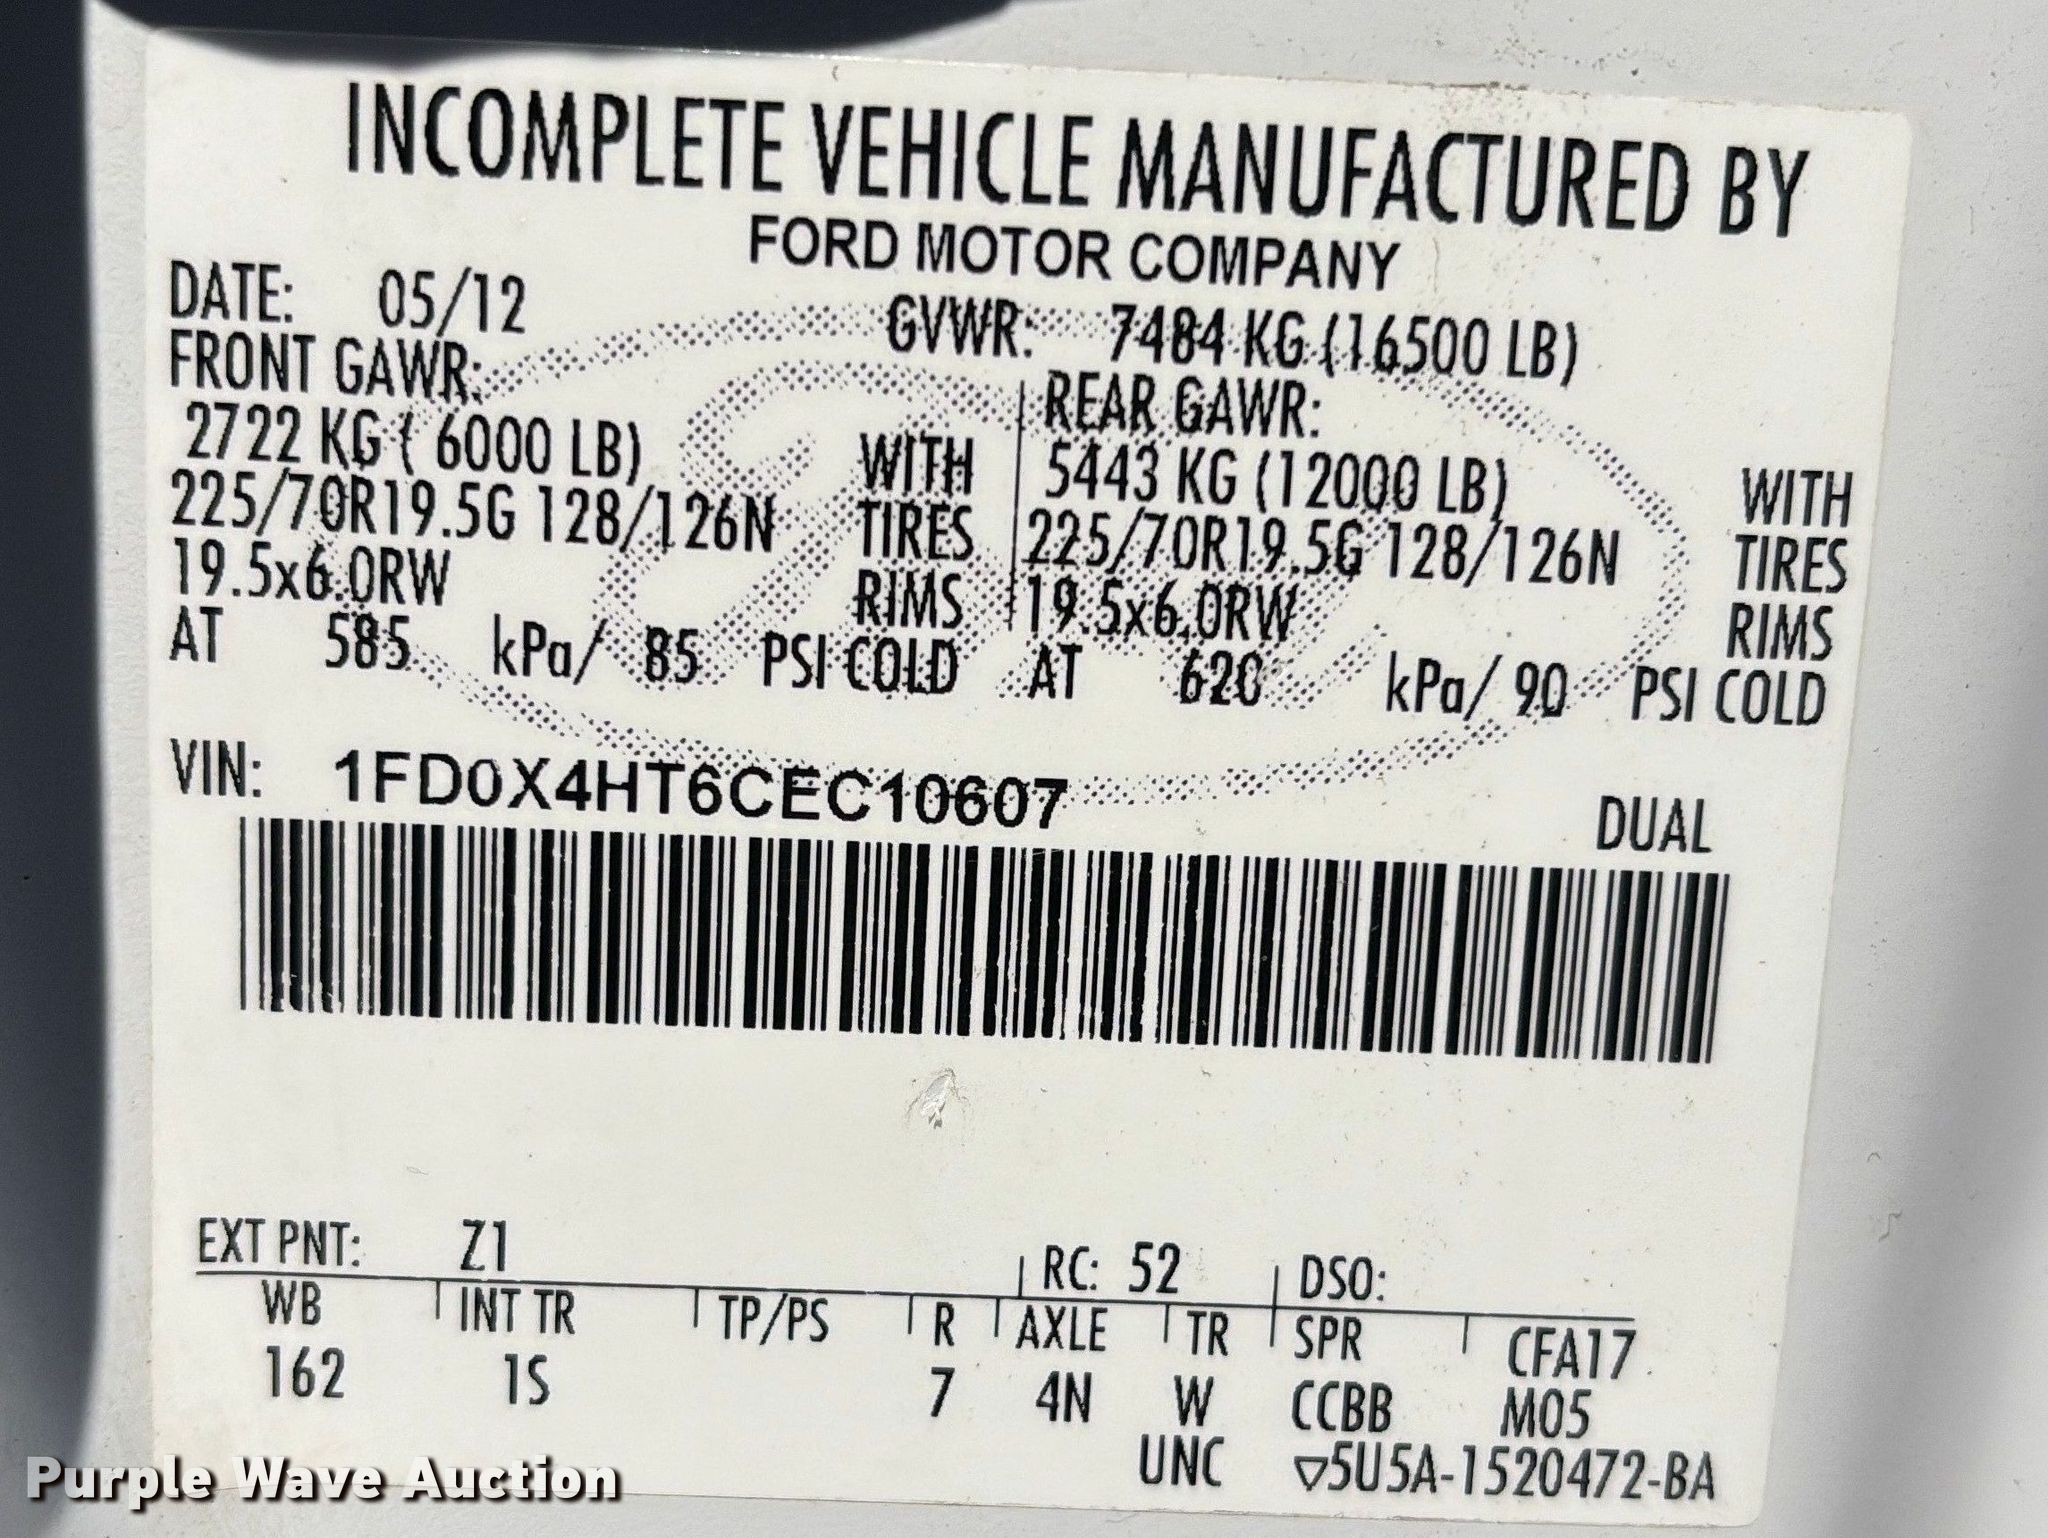 INCOMPLETE VEHICLE MANUFACTURED BY
FORD MOTOR COMPANY
DATE: 05/12 GVWR: 7484 KG (16500 LB)
FRONT GAWR: REAR GAWR:
2722 KG ( 6000 LB) WITH 5443 KG (12000 LB) WITH
225/70R19.5G 128/126N TIRES 225/70R19.5G 128/126N TIRES
19.5x6.0RW RIMS 19.5x6.0RW RIMS
AT 585 kPa/ 85 PSI COLD AT 620 kPa/ 90 PSI COLD
VIN: 1FD0X4HT6CEC10607
DUAL
EXT PNT: Z1 RC: 52 DSO:
WB INT TR TP/PS R AXLE TR SPR CFA17
162 1S 7 4N W CCBB M05
UNC ▽5U5A-1520472-BA
Purple Wave Auction